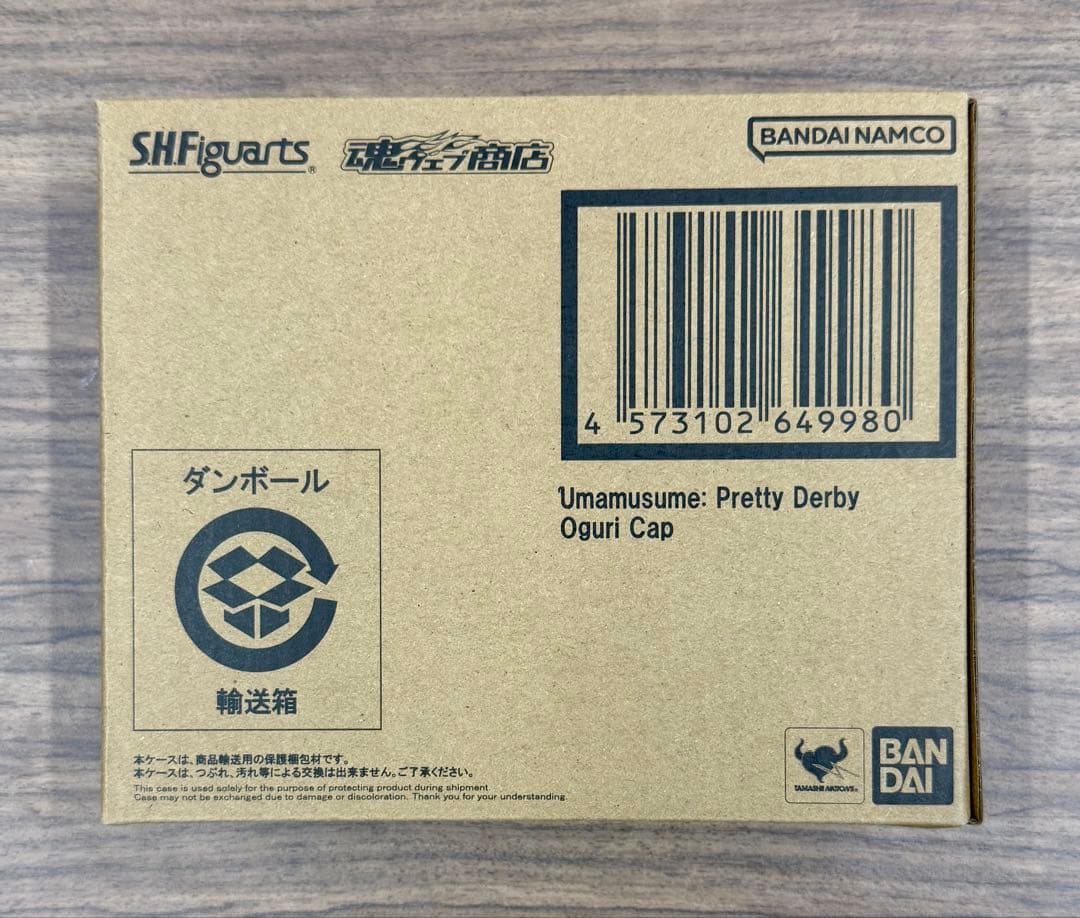 S.H.Figuarts®
魂ウェブ商店
BANDAI NAMCO
4 573102 649980
Umamusume: Pretty Derby
Oguri Cap
ダンボール
輸送箱
本ケースは、商品輸送用の保護梱包材です。
本ケースは、つぶれ、汚れ等による交換は出来ません。ご了承ください。
This case is used solely for the purpose of protecting product during shipment.
Case may not be exchanged due to damage or discoloration. Thank you for your understanding.
TAMASHII NATIONS®
BAN
DAI